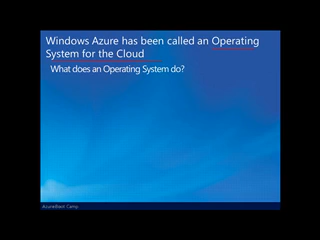 Windows Azure has been called an Operating
System for the Cloud
What does an Operating System do?
AzureBoot Camp